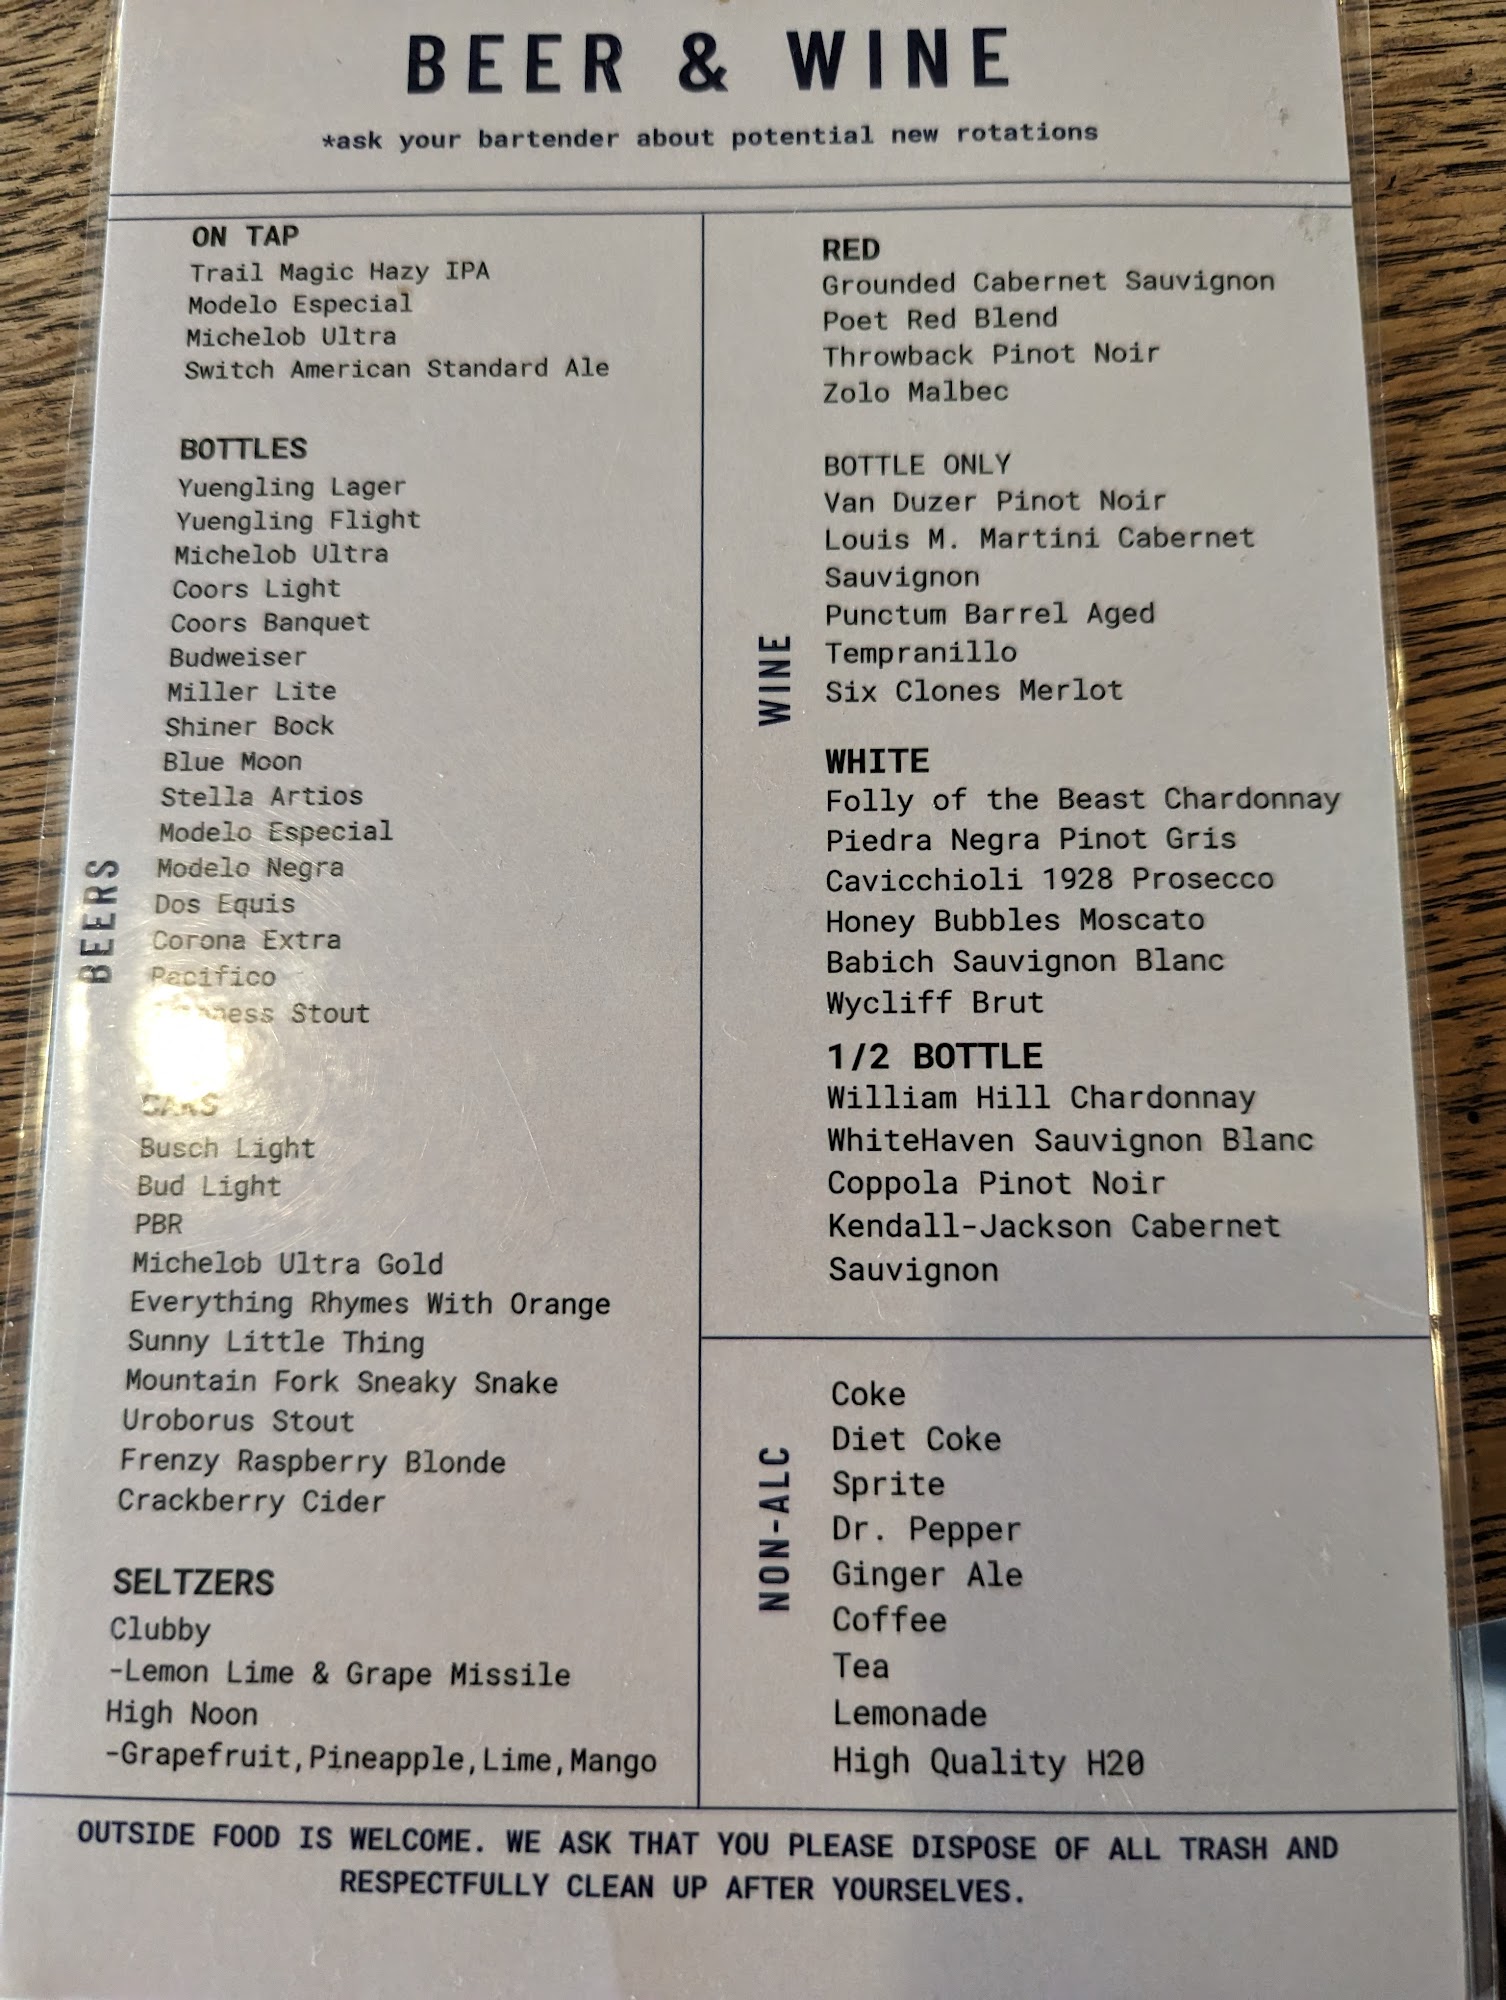 BEER & WINE
*ask your bartender about potential new rotations
BEERS
ON TAP
Trail Magic Hazy IPA
Modelo Especial
Michelob Ultra
Switch American Standard Ale
BOTTLES
Yuengling Lager
Yuengling Flight
Michelob Ultra
Coors Light
Coors Banquet
Budweiser
Miller Lite
Shiner Bock
Blue Moon
Stella Artios
Modelo Especial
Modelo Negra
Dos Equis
Corona Extra
Pacifico
Stout
CANS
Busch Light
Bud Light
PBR
Michelob Ultra Gold
Everything Rhymes With Orange
Sunny Little Thing
Mountain Fork Sneaky Snake
Uroborus Stout
Frenzy Raspberry Blonde
Crackberry Cider
SELTZERS
Clubby
-Lemon Lime & Grape Missile
High Noon
-Grapefruit,Pineapple,Lime,Mango
WINE
RED
Grounded Cabernet Sauvignon
Poet Red Blend
Throwback Pinot Noir
Zolo Malbec
BOTTLE ONLY
Van Duzer Pinot Noir
Louis M. Martini Cabernet
Sauvignon
Punctum Barrel Aged
Tempranillo
Six Clones Merlot
WHITE
Folly of the Beast Chardonnay
Piedra Negra Pinot Gris
Cavicchioli 1928 Prosecco
Honey Bubbles Moscato
Babich Sauvignon Blanc
Wycliff Brut
1/2 BOTTLE
William Hill Chardonnay
WhiteHaven Sauvignon Blanc
Coppola Pinot Noir
Kendall-Jackson Cabernet
Sauvignon
NON-ALC
Coke
Diet Coke
Sprite
Dr. Pepper
Ginger Ale
Coffee
Tea
Lemonade
High Quality H20
OUTSIDE FOOD IS WELCOME. WE ASK THAT YOU PLEASE DISPOSE OF ALL TRASH AND
RESPECTFULLY CLEAN UP AFTER YOURSELVES.